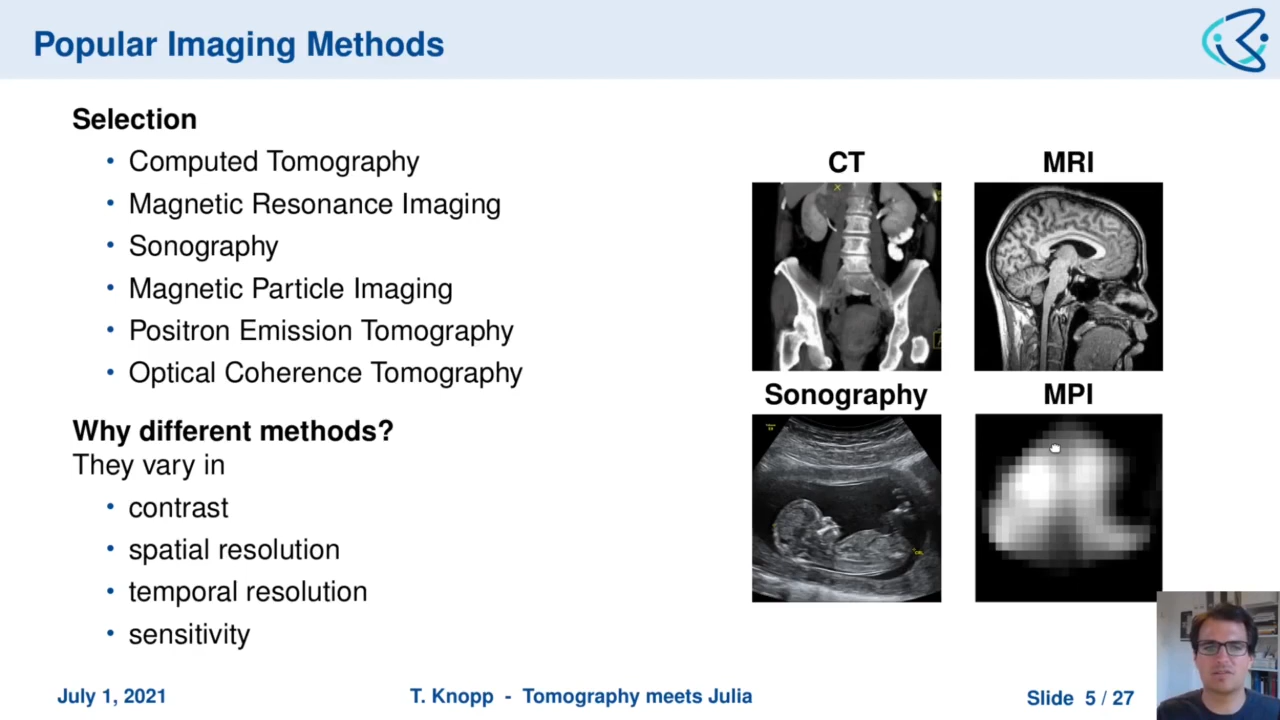 Popular Imaging Methods
Selection
• Computed Tomography
• Magnetic Resonance Imaging
• Sonography
• Magnetic Particle Imaging
• Positron Emission Tomography
• Optical Coherence Tomography
Why different methods?
They vary in
• contrast
• spatial resolution
• temporal resolution
• sensitivity
CT
MRI
Sonography
MPI
July 1, 2021
T. Knopp - Tomography meets Julia
Slide 5 / 27